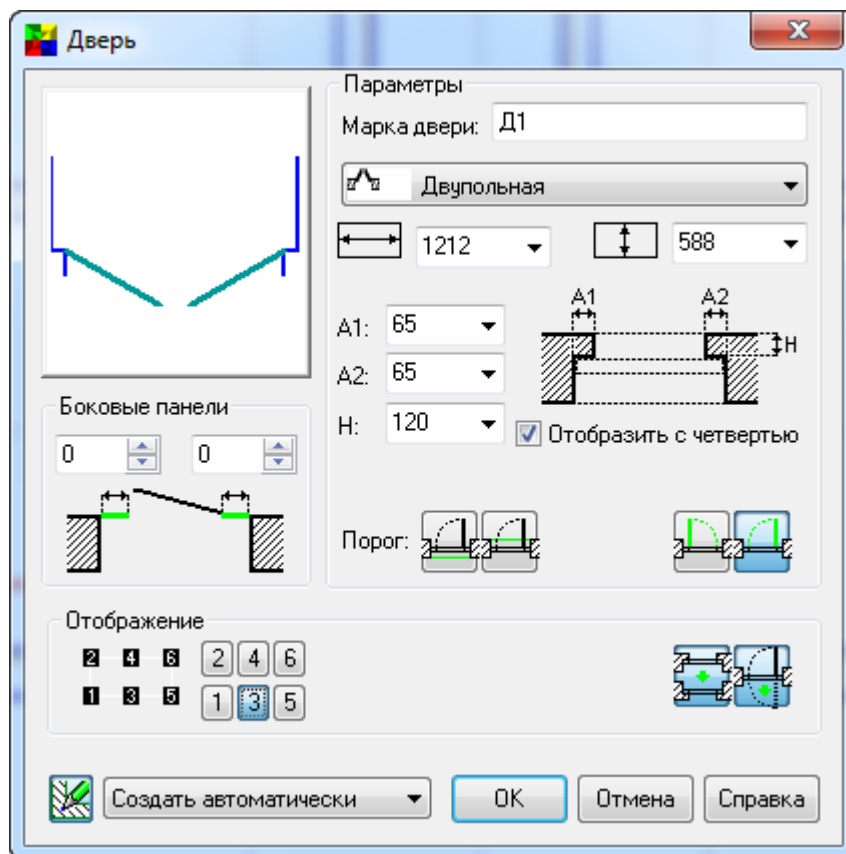 Дверь
Параметры
Марка двери: Д1
Двупольная
1212 588
A1 A2
A1: 65
H
A2: 65
Боковые панели
H: 120 Отобразить с четвертью
0 0
Порог:
Отображение
2 4 6 2 4 6
1 3 5 1 3 5
Создать автоматически OK Отмена Справка